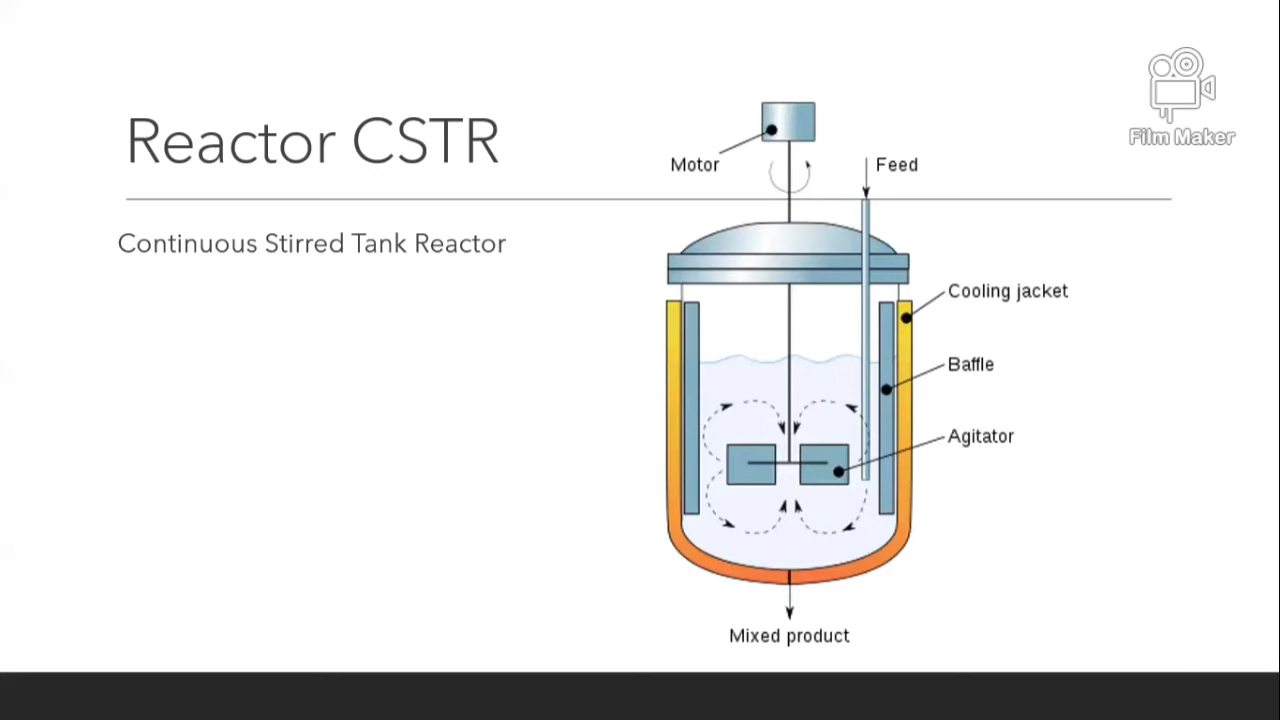 Film Maker
Reactor CSTR
Continuous Stirred Tank Reactor
Motor
Feed
Cooling jacket
Baffle
Agitator
Mixed product